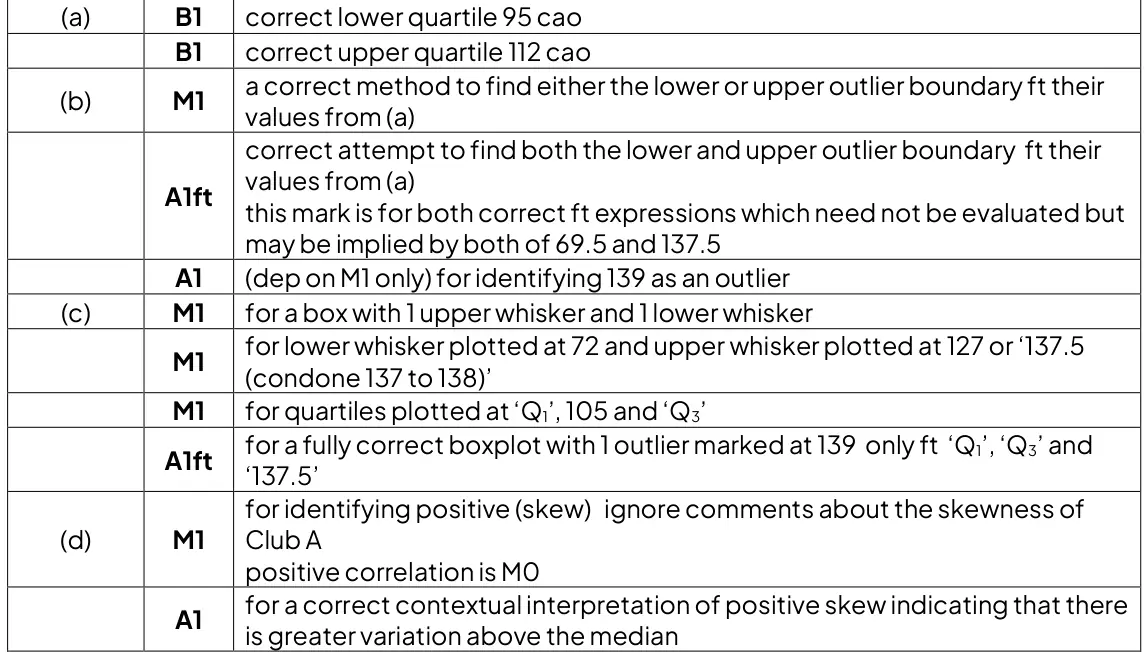 (a) B1 correct lower quartile 95 cao
B1 correct upper quartile 112 cao
(b) M1 a correct method to find either the lower or upper outlier boundary ft their
values from (a)
A1ft correct attempt to find both the lower and upper outlier boundary ft their
values from (a)
this mark is for both correct ft expressions which need not be evaluated but
may be implied by both of 69.5 and 137.5
A1 (dep on M1 only) for identifying 139 as an outlier
(c) M1 for a box with 1 upper whisker and 1 lower whisker
M1 for lower whisker plotted at 72 and upper whisker plotted at 127 or ‘137.5
(condone 137 to 138)’
M1 for quartiles plotted at ‘Q₁’, 105 and ‘Q₃’
A1ft for a fully correct boxplot with 1 outlier marked at 139 only ft ‘Q₁’, ‘Q₃’ and
‘137.5’
(d) M1 for identifying positive (skew) ignore comments about the skewness of
Club A
positive correlation is M0
A1 for a correct contextual interpretation of positive skew indicating that there
is greater variation above the median